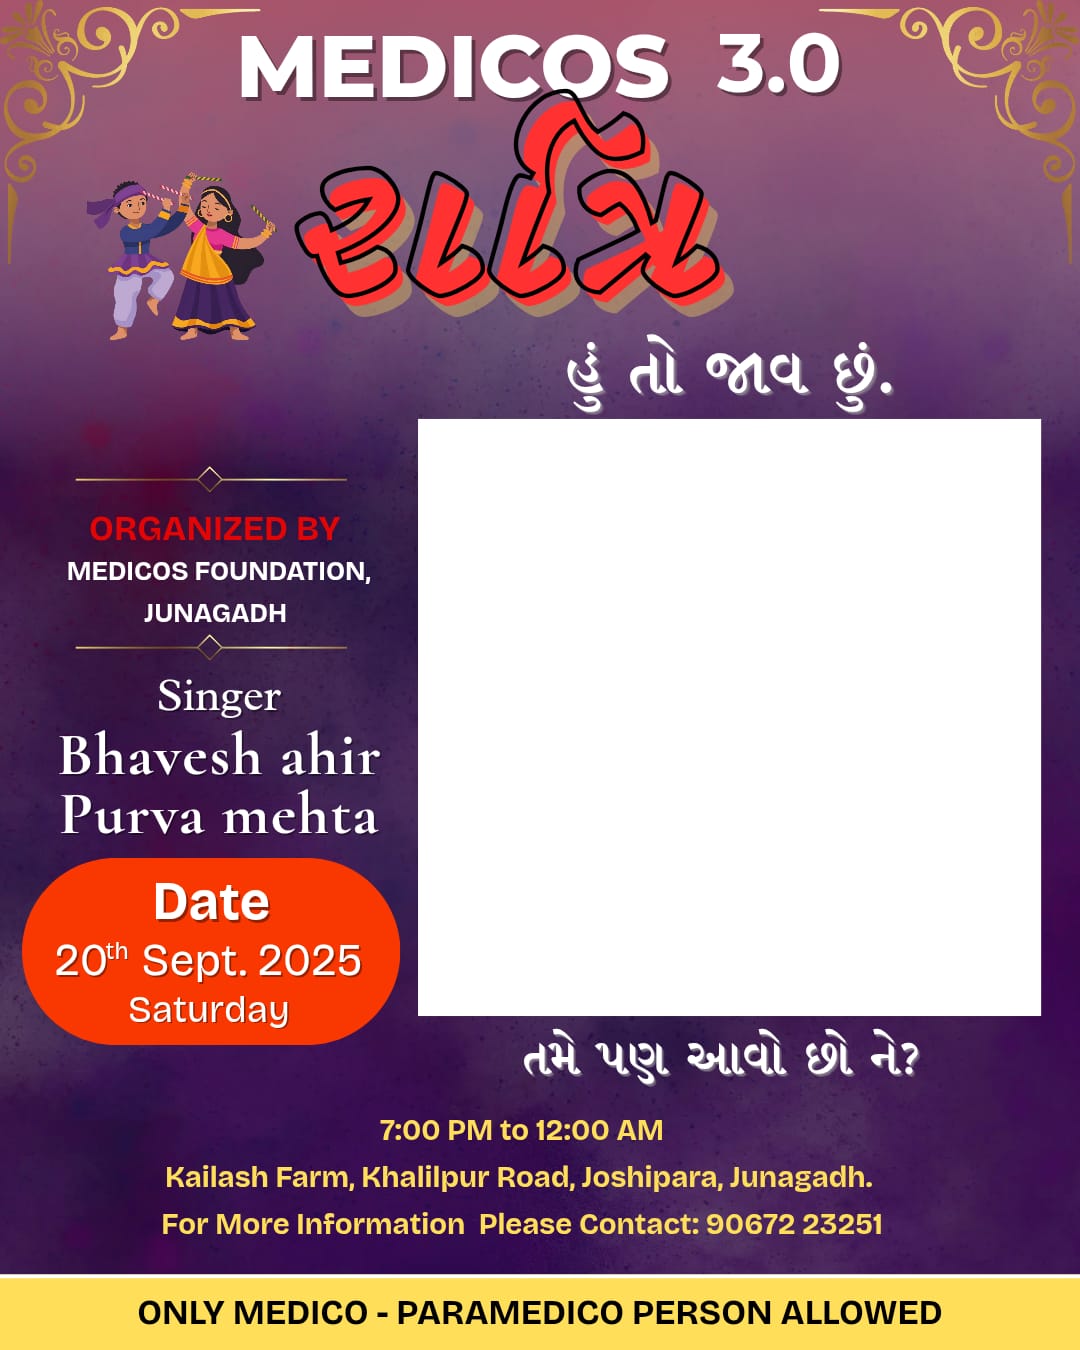 MEDICOS 3.0
રાત્રિ
હું તો જાવ છું.
ORGANIZED BY
MEDICOS FOUNDATION,
JUNAGADH
Singer
Bhavesh ahir
Purva mehta
Date
20th Sept. 2025
Saturday
તમે પણ આવો છો ને?
7:00 PM to 12:00 AM
Kailash Farm, Khalilpur Road, Joshipara, Junagadh.
For More Information Please Contact: 90672 23251
ONLY MEDICO - PARAMEDICO PERSON ALLOWED